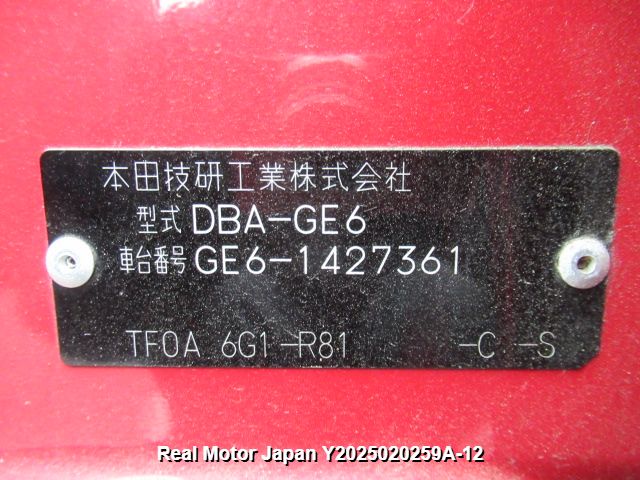 本田技研工業株式会社
型式 DBA-GE6
車台番号 GE6-1427361
TF0A 6G1-R81 -C -S
Real Motor Japan Y2025020259A-12